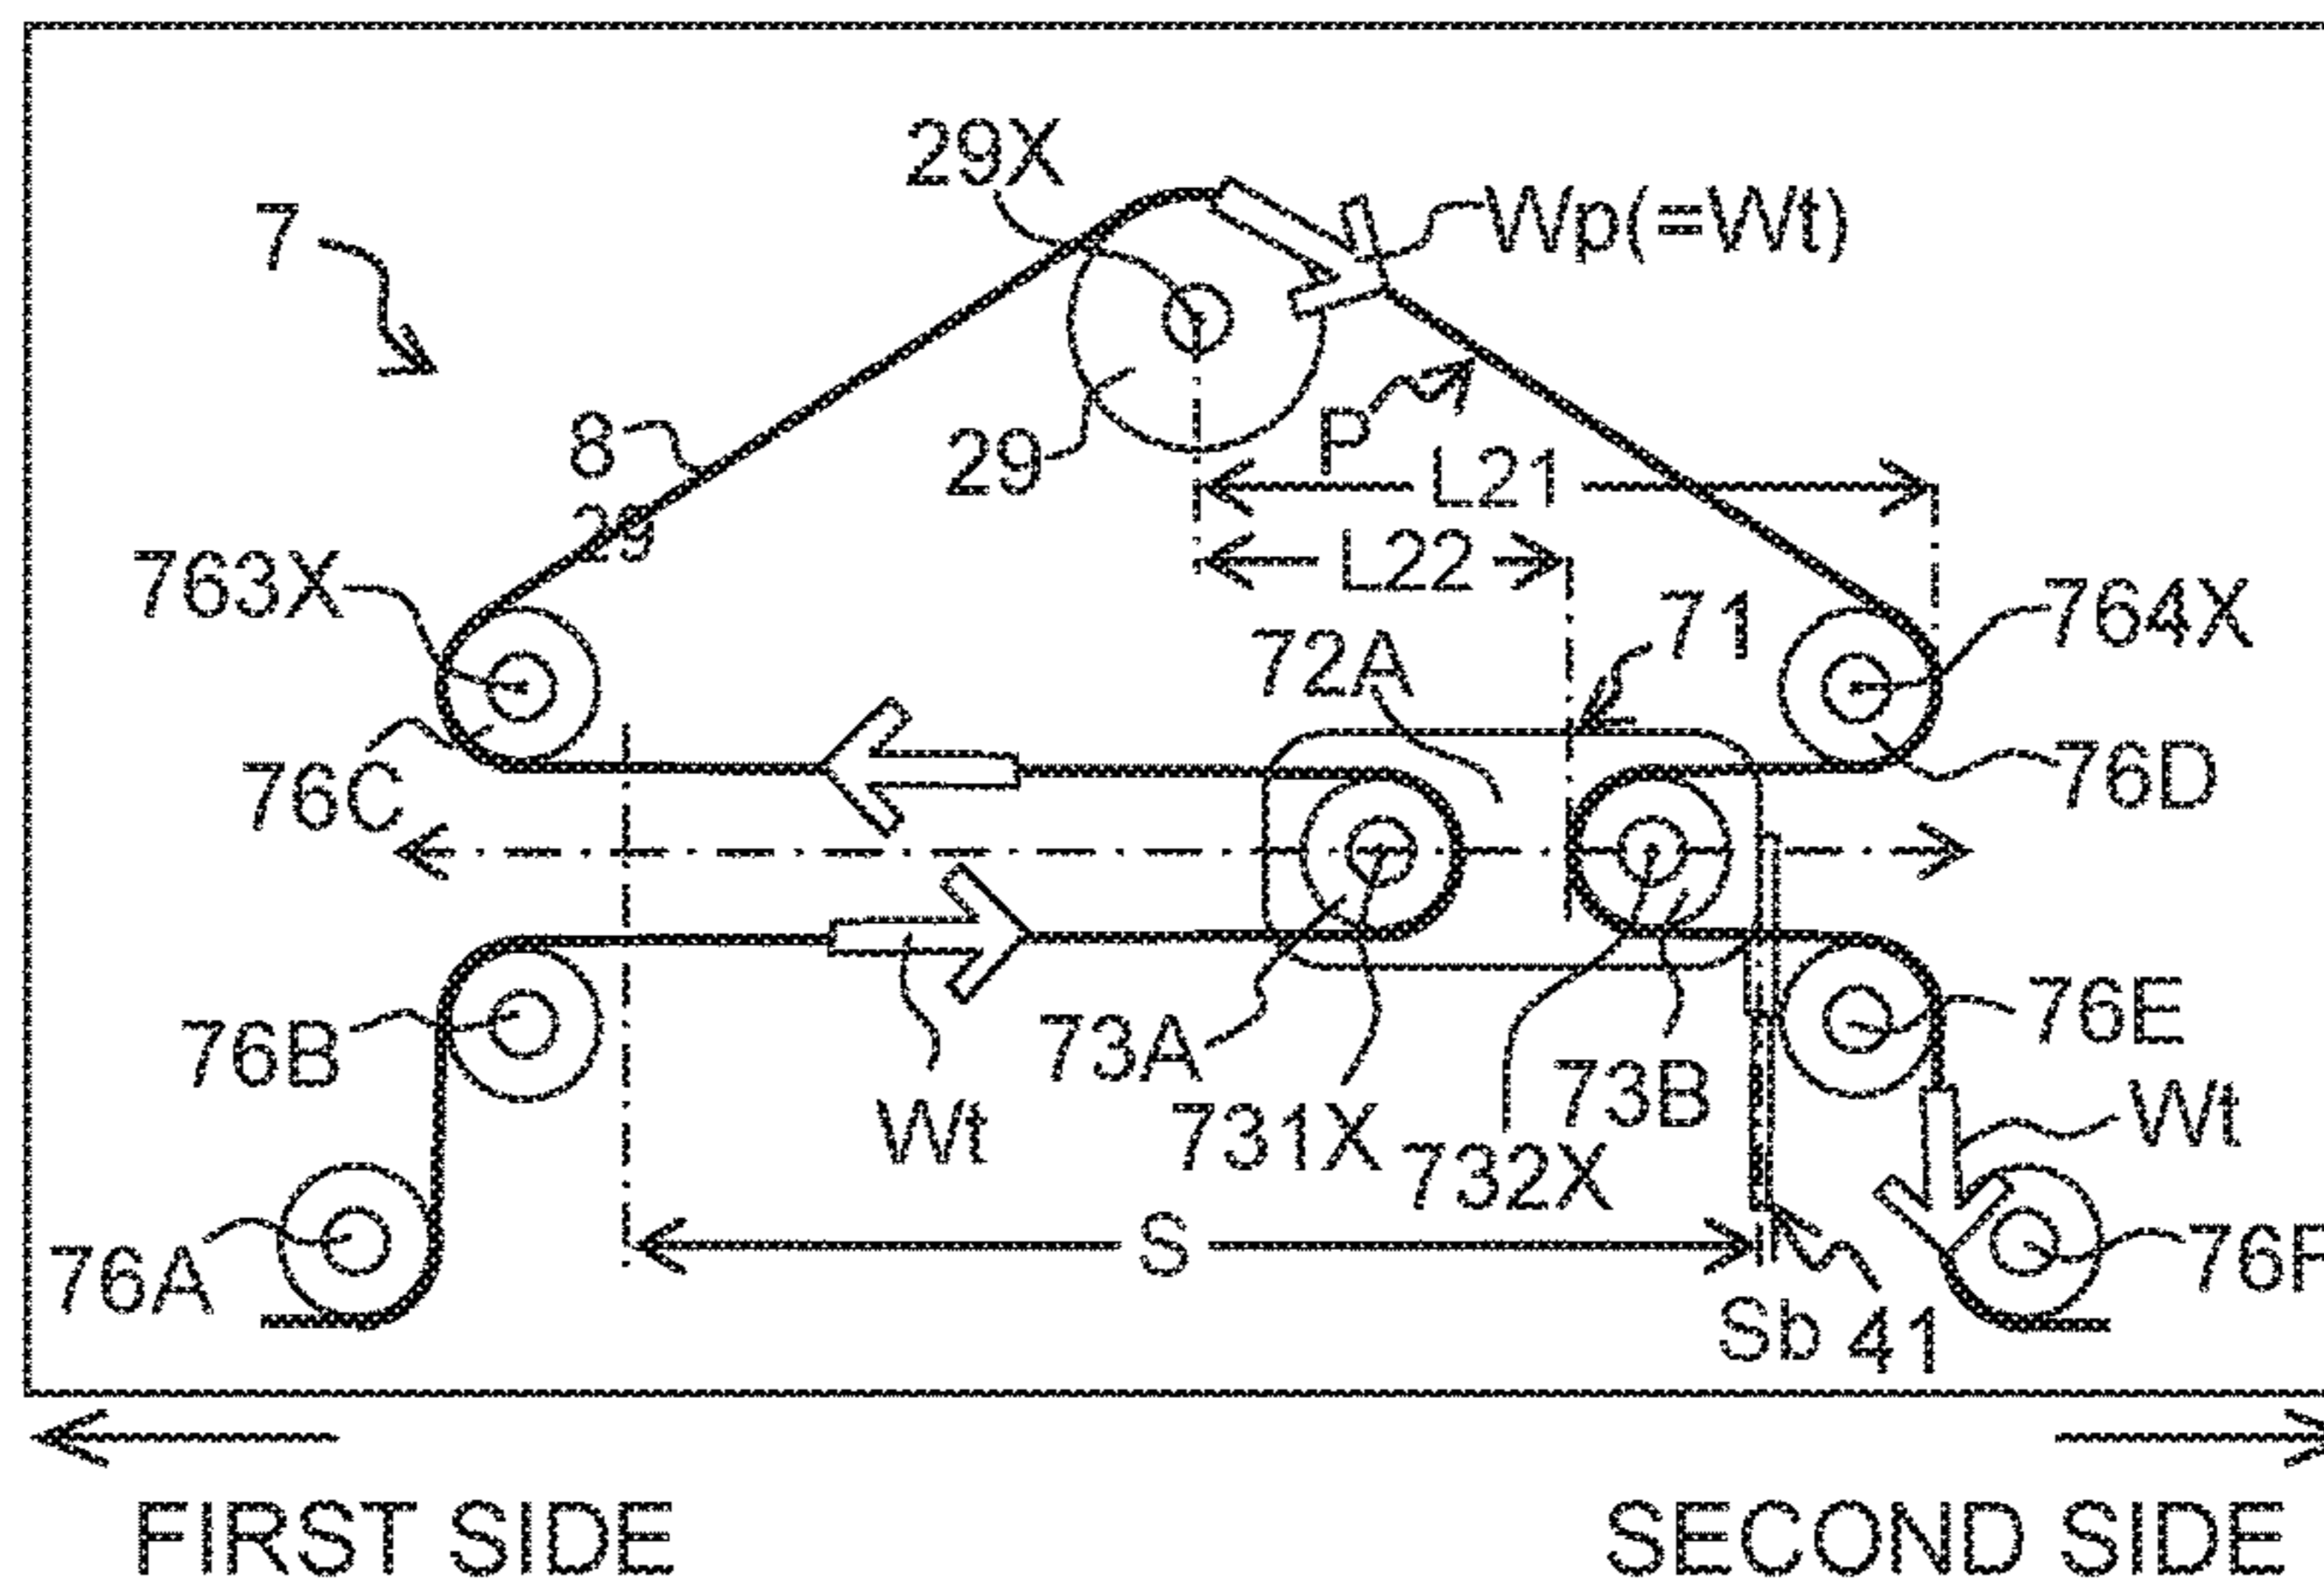 29X
Wp(=Wt)
7
8
29
P
L21
29
L22
763X
71
764X
72A
76C
76D
76B
73A
76E
73B
Wt
731X
732X
Wt
76A
S
76F
Sb 41
FIRST SIDE
SECOND SIDE